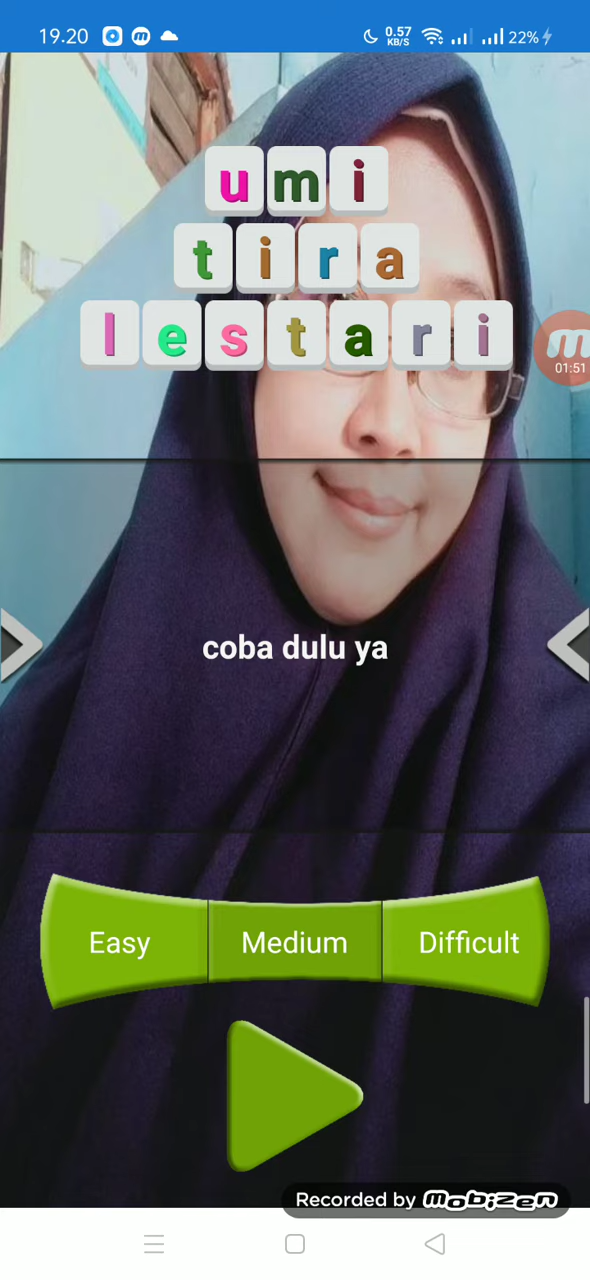 19.20
0.57
KB/S
22%
umi
tira
lestari
01:51
coba dulu ya
Easy Medium Difficult
Recorded by mobizen